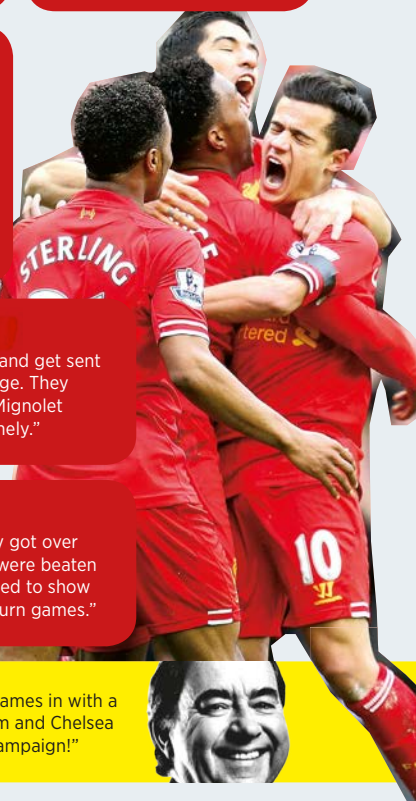 STERLING
tered
10
and get sent
ge. They
Mignolet
nely.”
y got over
were beaten
ed to show
urn games.”
ames in with a
m and Chelsea
ampaign!”